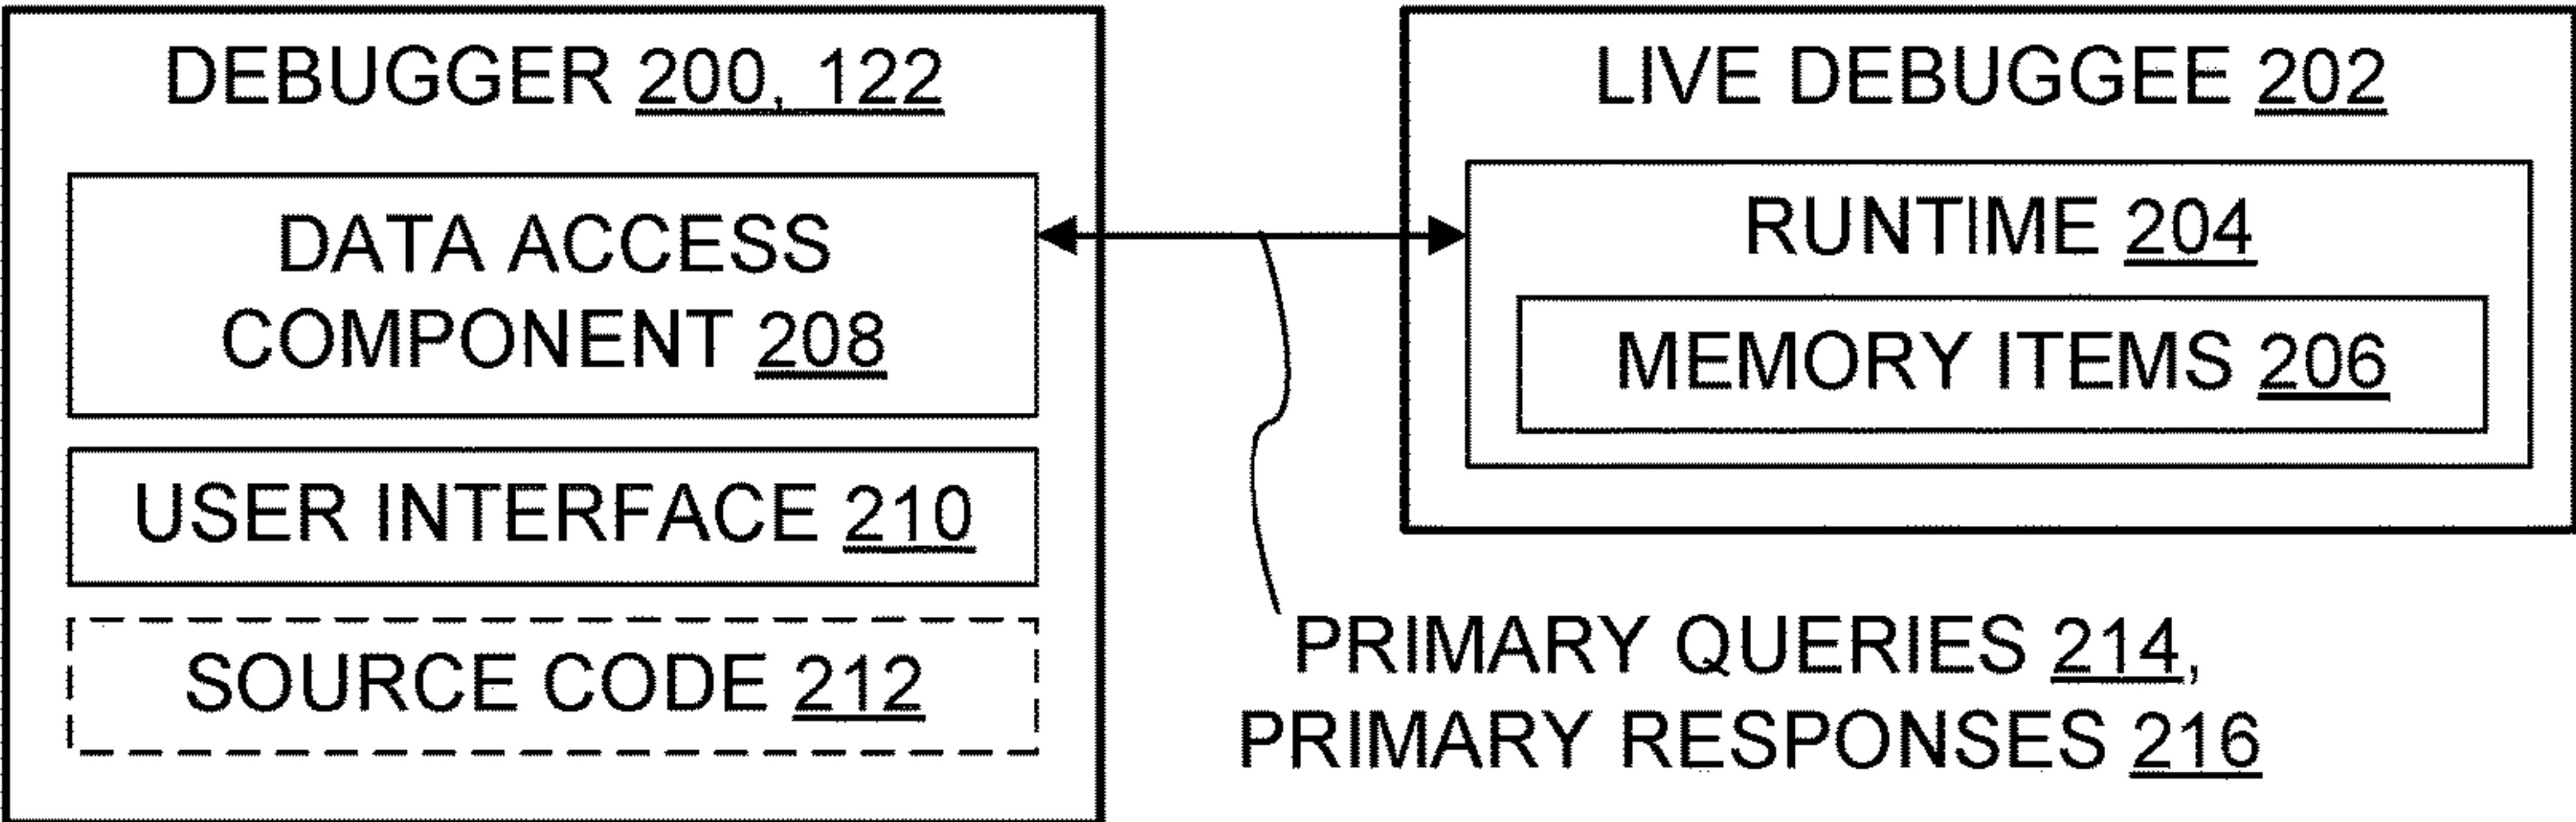 DEBUGGER 200, 122
DATA ACCESS
COMPONENT 208
USER INTERFACE 210
SOURCE CODE 212
LIVE DEBUGGEE 202
RUNTIME 204
MEMORY ITEMS 206
PRIMARY QUERIES 214,
PRIMARY RESPONSES 216